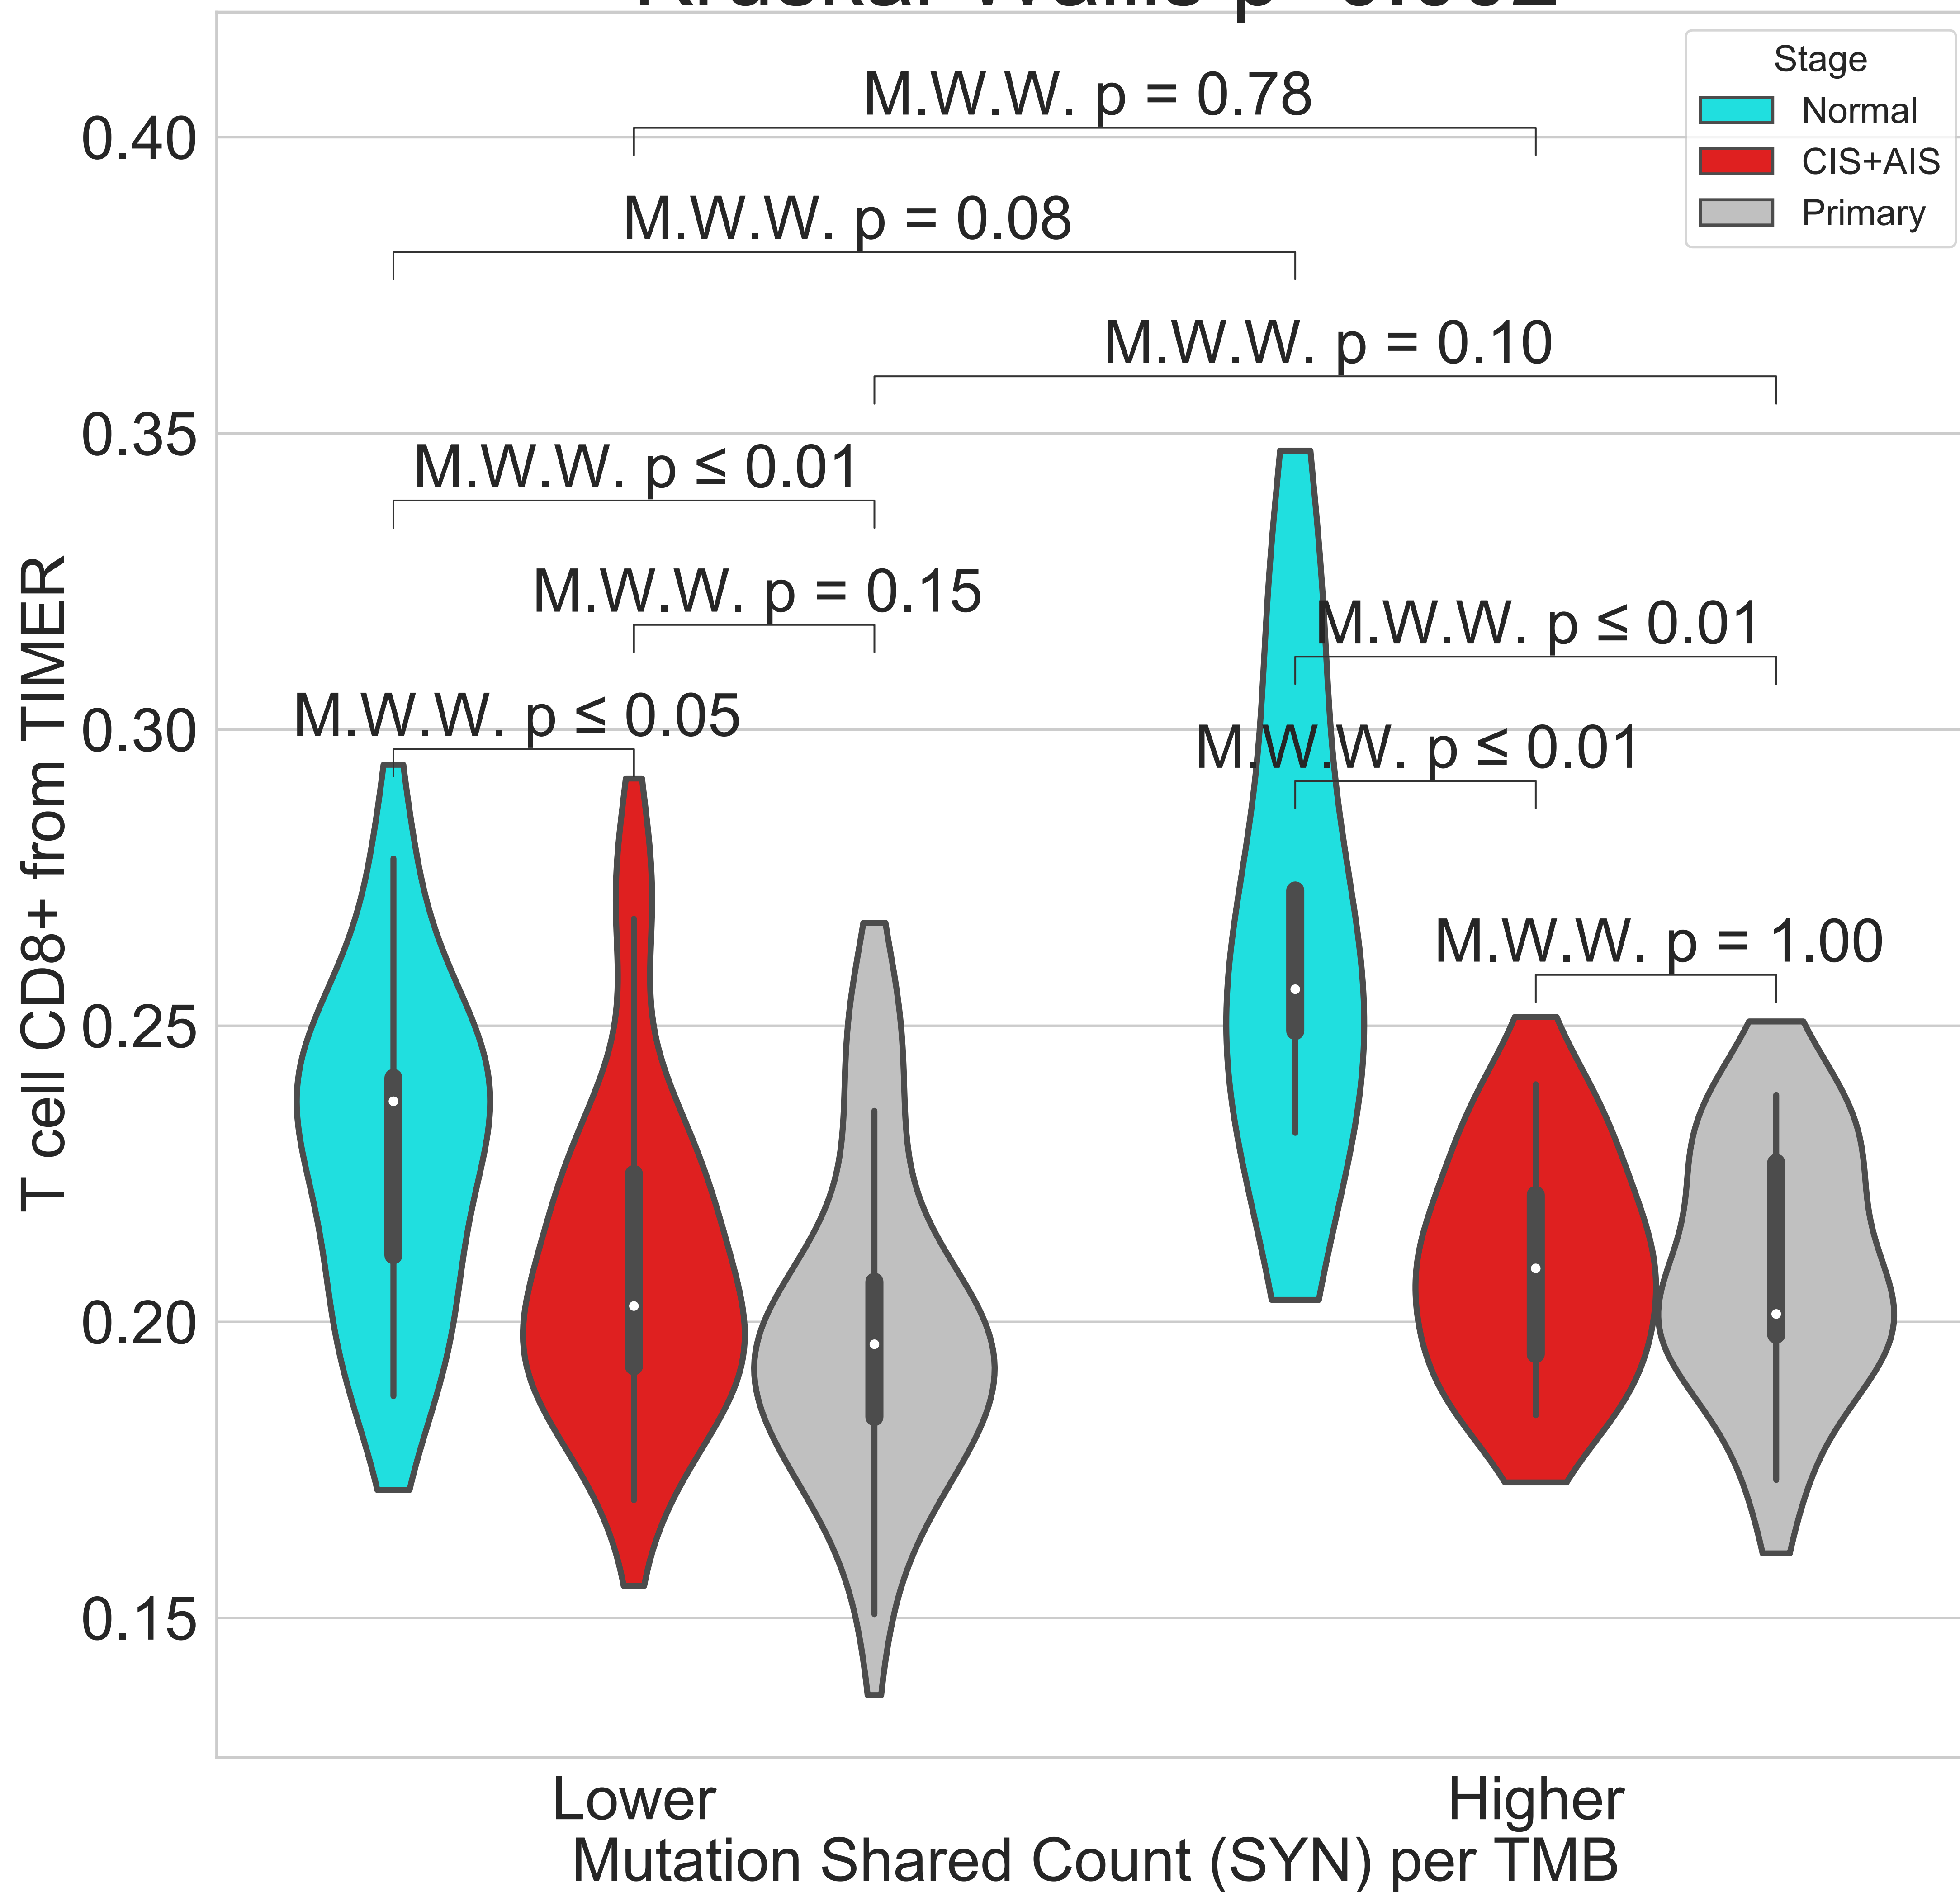 Stage
Normal
CIS+AIS
Primary
M.W.W. p = 0.78
M.W.W. p = 0.08
M.W.W. p = 0.10
M.W.W. p ≤ 0.01
M.W.W. p = 0.15
M.W.W. p ≤ 0.05
M.W.W. p ≤ 0.01
M.W.W. p ≤ 0.01
M.W.W. p = 1.00
0.40
0.35
0.30
0.25
0.20
0.15
T cell CD8+ from TIMER
Lower
Higher
Mutation Shared Count (SYN) per TMB